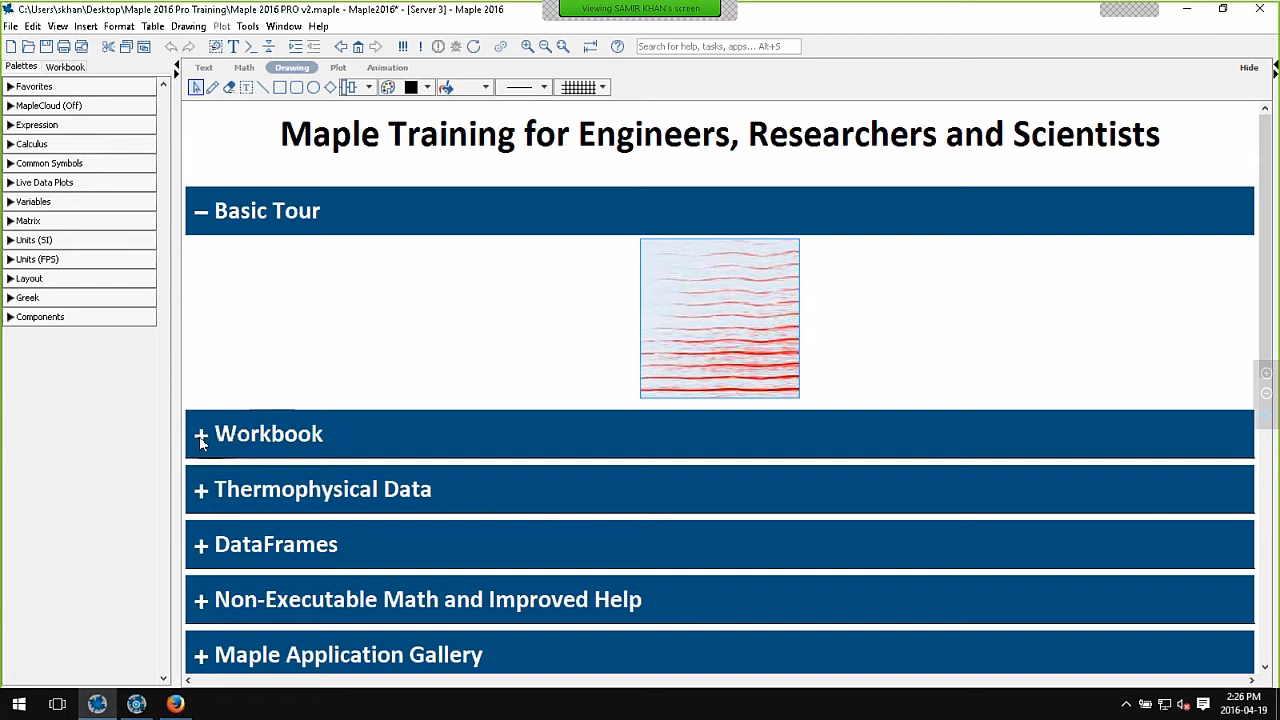 Viewing SAMIR KHAN's screen
C:\Users\skhan\Desktop\Maple 2016 Pro Training\Maple 2016 PRO v2.maple - Maple2016* - [Server 3] - Maple 2016
File Edit View Insert Format Table Drawing Plot Tools Window Help
Search for help, tasks, apps... Alt+S
Palettes Workbook
Text Math Drawing Plot Animation Hide
Favorites
MapleCloud (Off)
Expression
Calculus
Common Symbols
Live Data Plots
Variables
Matrix
Units (SI)
Units (FPS)
Layout
Greek
Components
Maple Training for Engineers, Researchers and Scientists
Basic Tour
Workbook
Thermophysical Data
DataFrames
Non-Executable Math and Improved Help
Maple Application Gallery
2:26 PM
2016-04-19